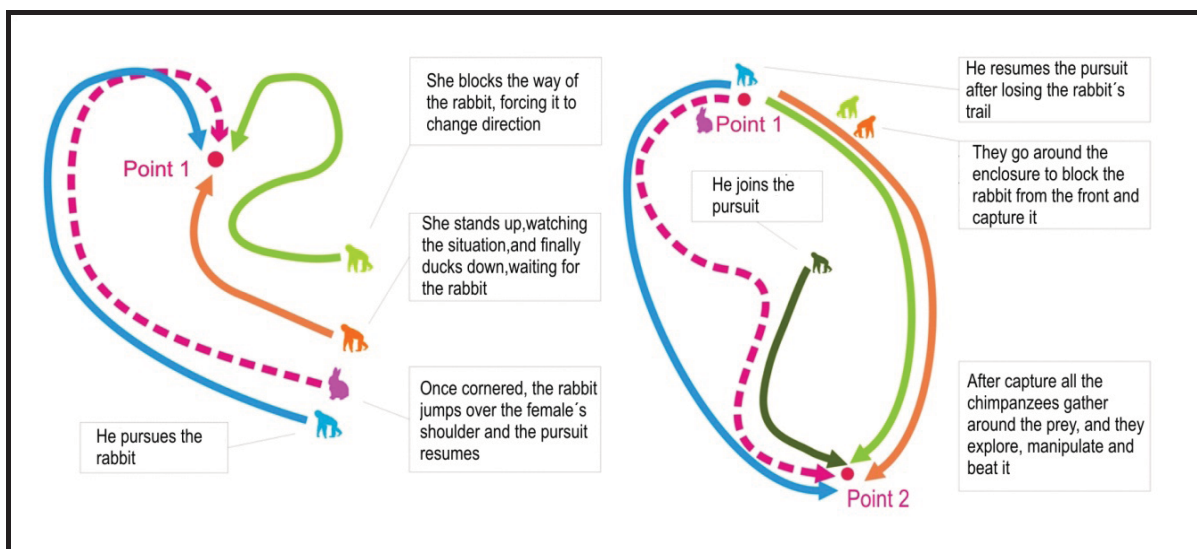 She blocks the way of
the rabbit, forcing it to
change direction
Point 1
She stands up,watching
the situation,and finally
ducks down,waiting for
the rabbit
Once cornered, the rabbit
jumps over the female´s
shoulder and the pursuit
resumes
He pursues the
rabbit
He resumes the pursuit
after losing the rabbit´s
trail
Point 1
They go around the
enclosure to block the
rabbit from the front and
capture it
He joins the
pursuit
After capture all the
chimpanzees gather
around the prey, and they
explore, manipulate and
beat it
Point 2